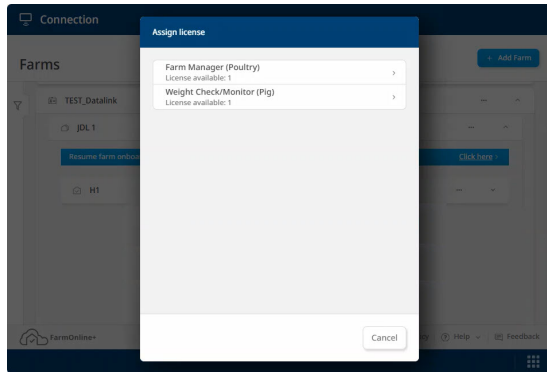 Connection
Assign license
Farms
+ Add Farm
Farm Manager (Poultry)
License available: 1
Weight Check/Monitor (Pig)
License available: 1
TEST_Datalink
JDL 1
Resume farm onboa
Click here
H1
Cancel
FarmOnline+
Help
Feedback